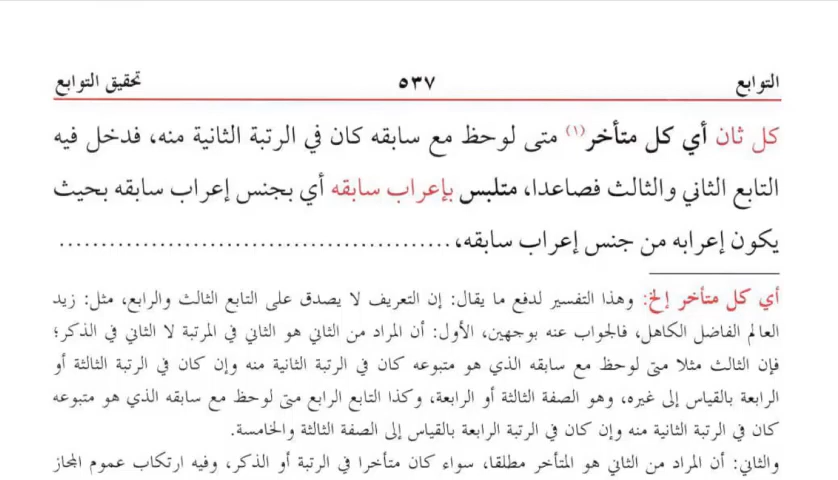 التوابع ٥٣٧ تحقيق التوابع
كل ثان أي كل متأخر(١) متى لوحظ مع سابقه كان في الرتبة الثانية منه، فدخل فيه
التابع الثاني والثالث فصاعدا، متلبس بإعراب سابقه أي بجنس إعراب سابقه بحيث
يكون إعرابه من جنس إعراب سابقه، ................................................
أي كل متأخر إلخ: وهذا التفسير لدفع ما يقال: إن التعريف لا يصدق على التابع الثالث والرابع، مثل: زيد
العالم الفاضل الكاهل، فالجواب عنه بوجهين، الأول: أن المراد من الثاني هو الثاني في المرتبة لا الثاني في الذكر؛
فإن الثالث مثلا متى لوحظ مع سابقه الذي هو متبوعه كان في الرتبة الثانية منه وإن كان في الرتبة الثالثة أو
الرابعة بالقياس إلى غيره، وهو الصفة الثالثة أو الرابعة، وكذا التابع الرابع متى لوحظ مع سابقه الذي هو متبوعه
كان في الرتبة الثانية منه وإن كان في الرتبة الرابعة بالقياس إلى الصفة الثالثة والخامسة.
والثاني: أن المراد من الثاني هو المتأخر مطلقا، سواء كان متأخرا في الرتبة أو الذكر، وفيه ارتكاب عموم المجاز